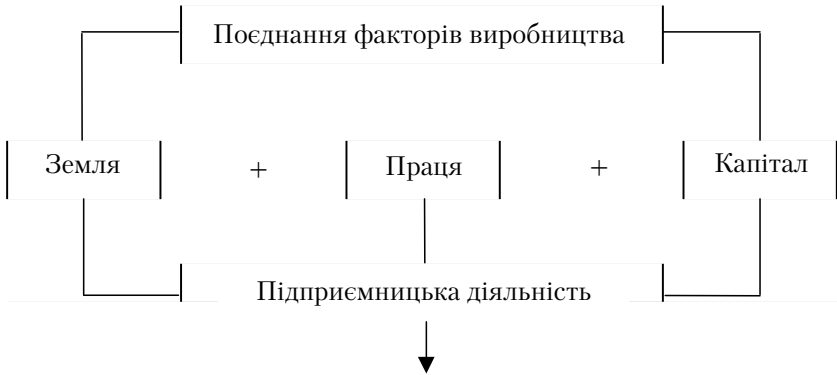 Поєднання факторів виробництва
Земля + Праця + Капітал
Підприємницька діяльність